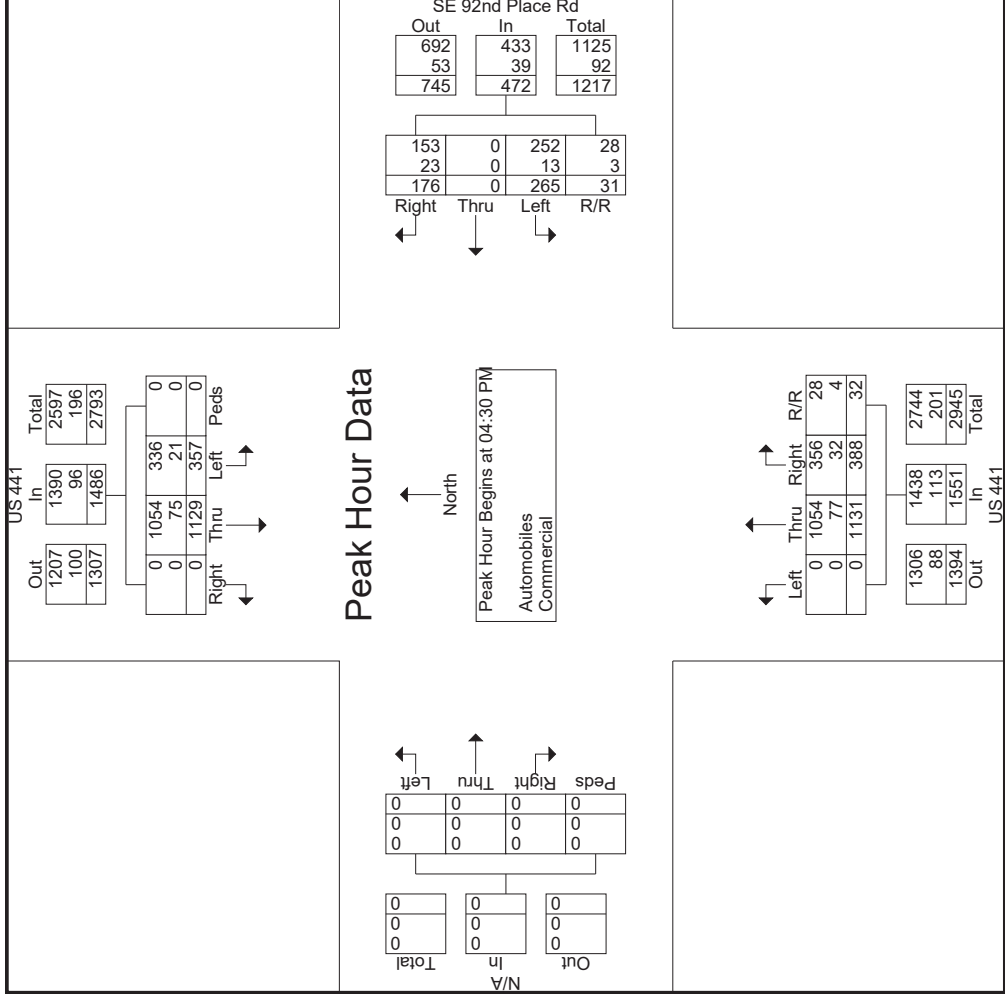 SE 92nd Place Rd
Out In Total
692 433 1125
53 39 92
745 472 1217
153 0 252 28
23 0 13 3
176 0 265 31
Right Thru Left R/R
US 441
Out In Total
1207 1390 2597
100 96 196
1307 1486 2793
0 1054 336 0
0 75 21 0
0 1129 357 0
Right Thru Left Peds
Peak Hour Data
North
Peak Hour Begins at 04:30 PM
Automobiles
Commercial
Left Thru Right R/R
0 1054 356 28
0 77 32 4
0 1131 388 32
1306 1438 2744
88 113 201
1394 1551 2945
Out In Total
US 441
Left Thru Right Peds
0 0 0 0
0 0 0 0
0 0 0 0
0 0 0
0 0 0
0 0 0
Total In Out
N/A